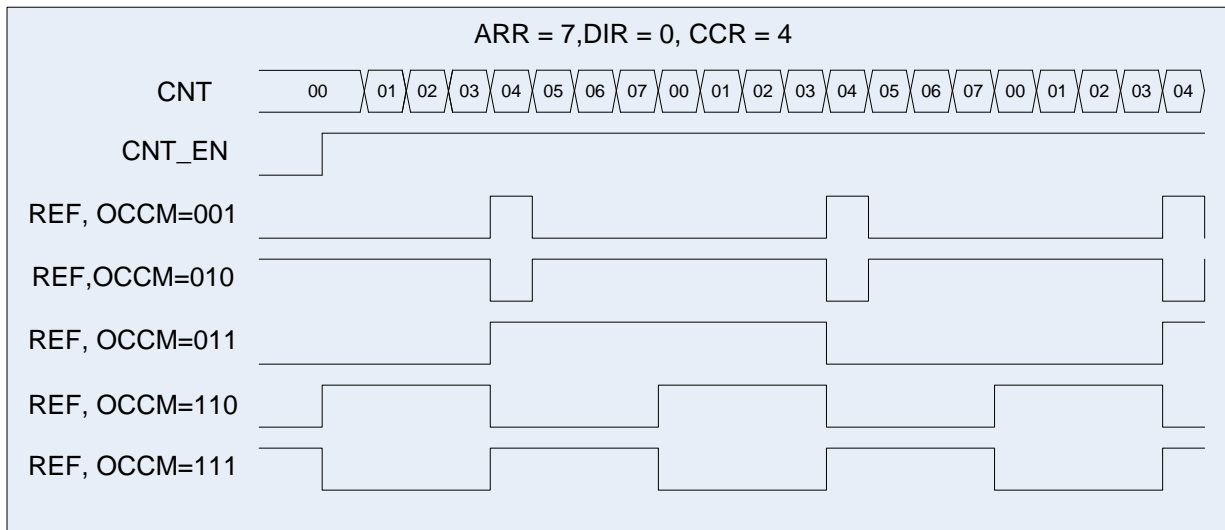 ARR = 7,DIR = 0, CCR = 4
CNT 00 01 02 03 04 05 06 07 00 01 02 03 04 05 06 07 00 01 02 03 04
CNT_EN
REF, OCCM=001
REF,OCCM=010
REF, OCCM=011
REF, OCCM=110
REF, OCCM=111